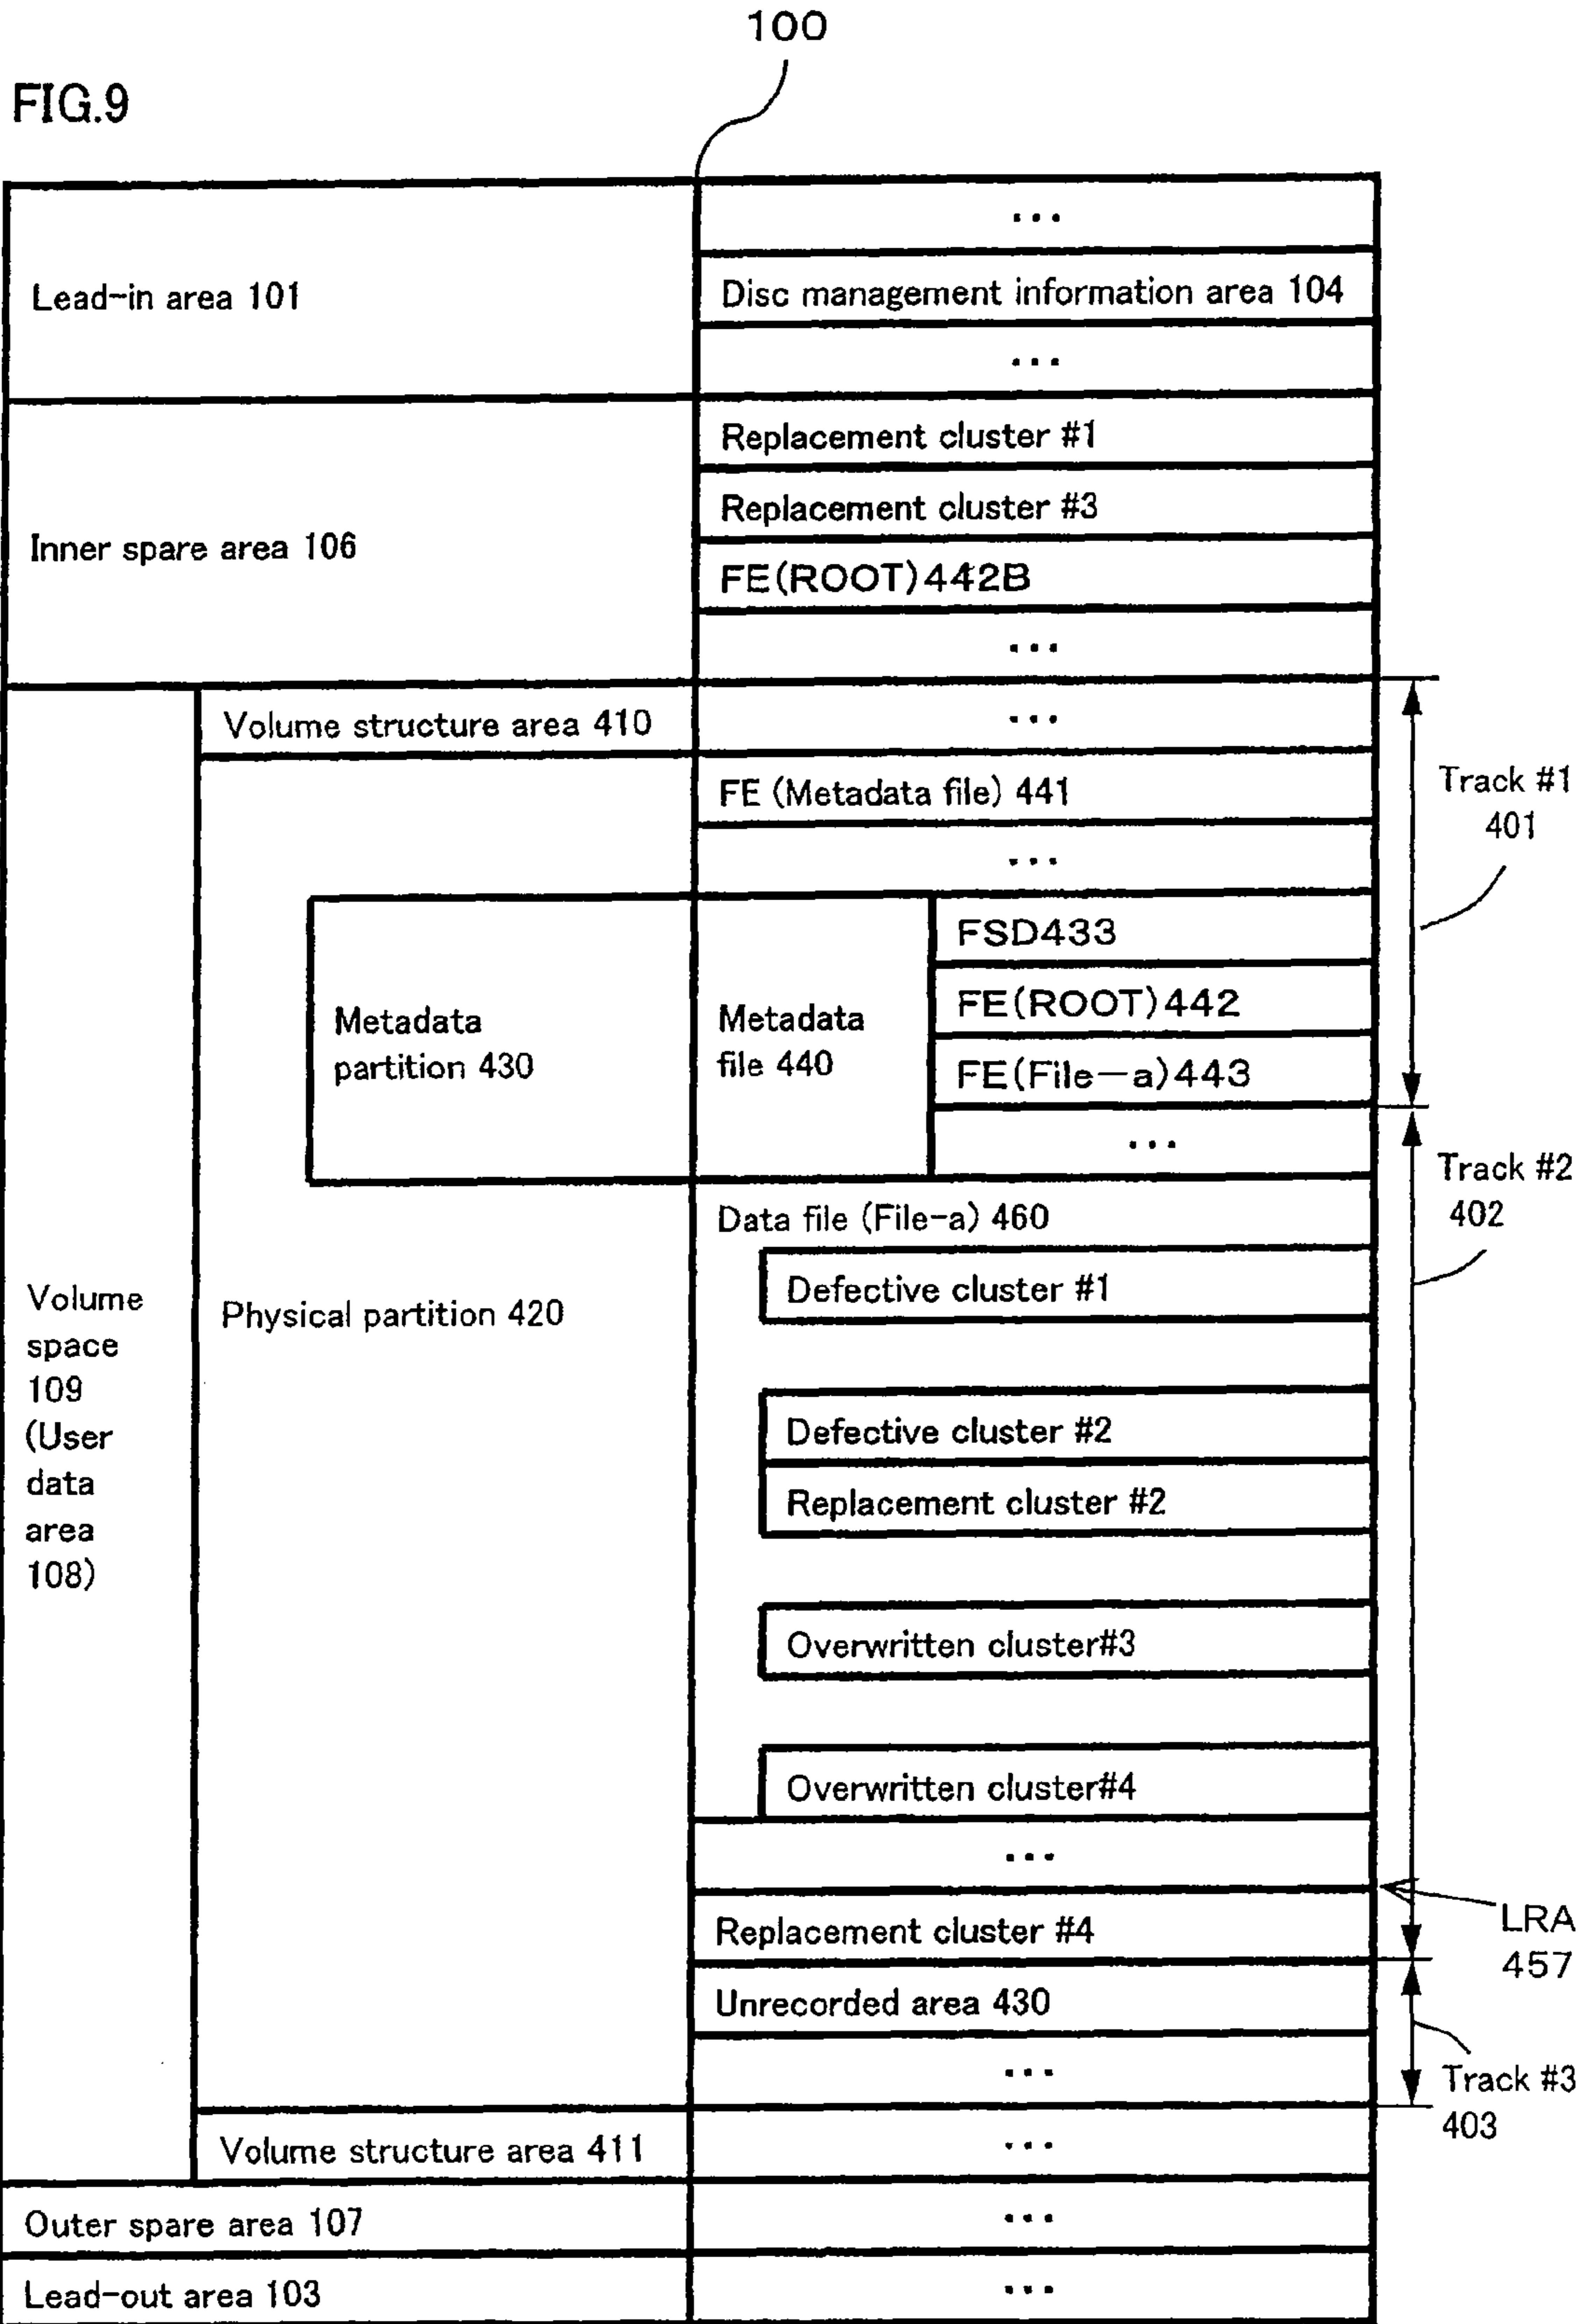 100
FIG.9
...
Lead-in area 101
Disc management information area 104
...
Replacement cluster #1
Replacement cluster #3
Inner spare area 106
FE(ROOT)442B
...
Volume structure area 410
...
FE (Metadata file) 441
Track #1
401
...
FSD433
Metadata
partition 430
Metadata
file 440
FE(ROOT)442
FE(File-a)443
...
Track #2
402
Data file (File-a) 460
Defective cluster #1
Volume
space
109
(User
data
area
108)
Physical partition 420
Defective cluster #2
Replacement cluster #2
Overwritten cluster#3
Overwritten cluster#4
...
LRA
457
Replacement cluster #4
Unrecorded area 430
...
Track #3
403
Volume structure area 411
...
Outer spare area 107
...
Lead-out area 103
...